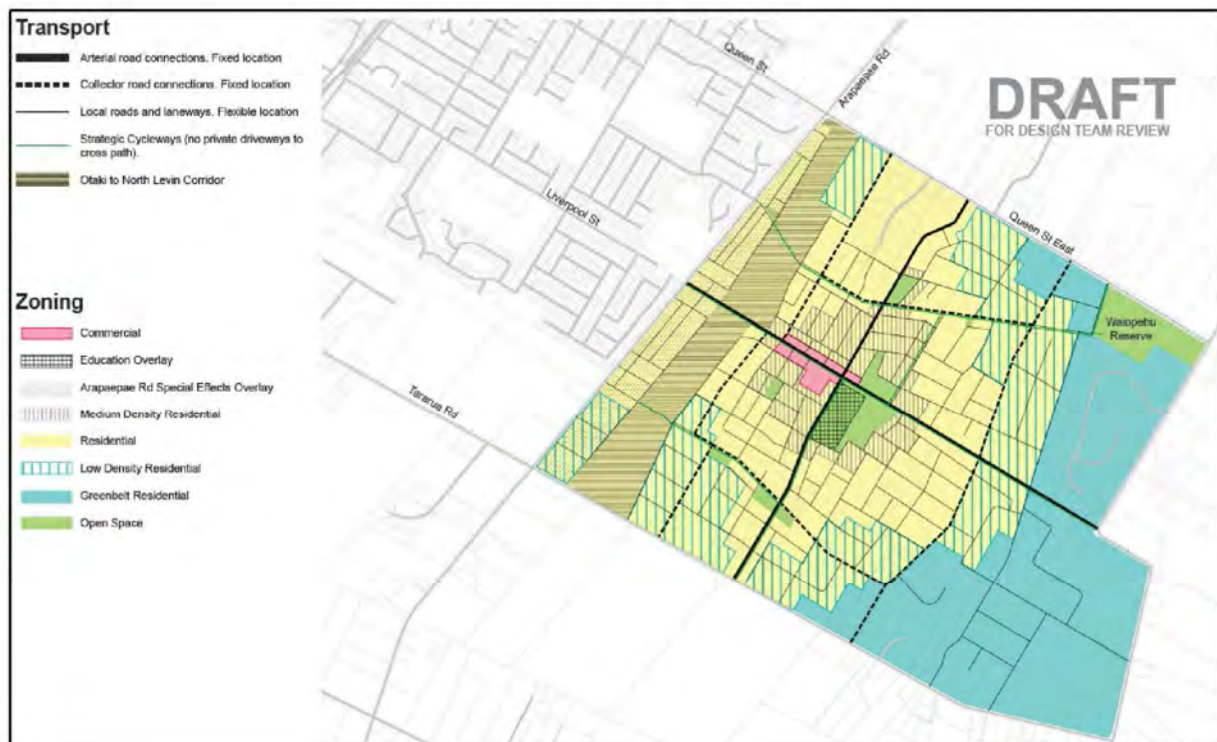 Transport
Arterial road connections. Fixed location
Collector road connections. Fixed location
Local roads and laneways. Flexible location
Strategic Cycleways (no private driveways to
cross path).
Otaki to North Levin Corridor
Zoning
Commercial
Education Overlay
Arapaepae Rd Special Effects Overlay
Medium Density Residential
Residential
Low Density Residential
Greenbelt Residential
Open Space
DRAFT
FOR DESIGN TEAM REVIEW
Queen St
Arapaepae Rd
Liverpool St
Queen St East
Waiopehu
Reserve
Tararua Rd